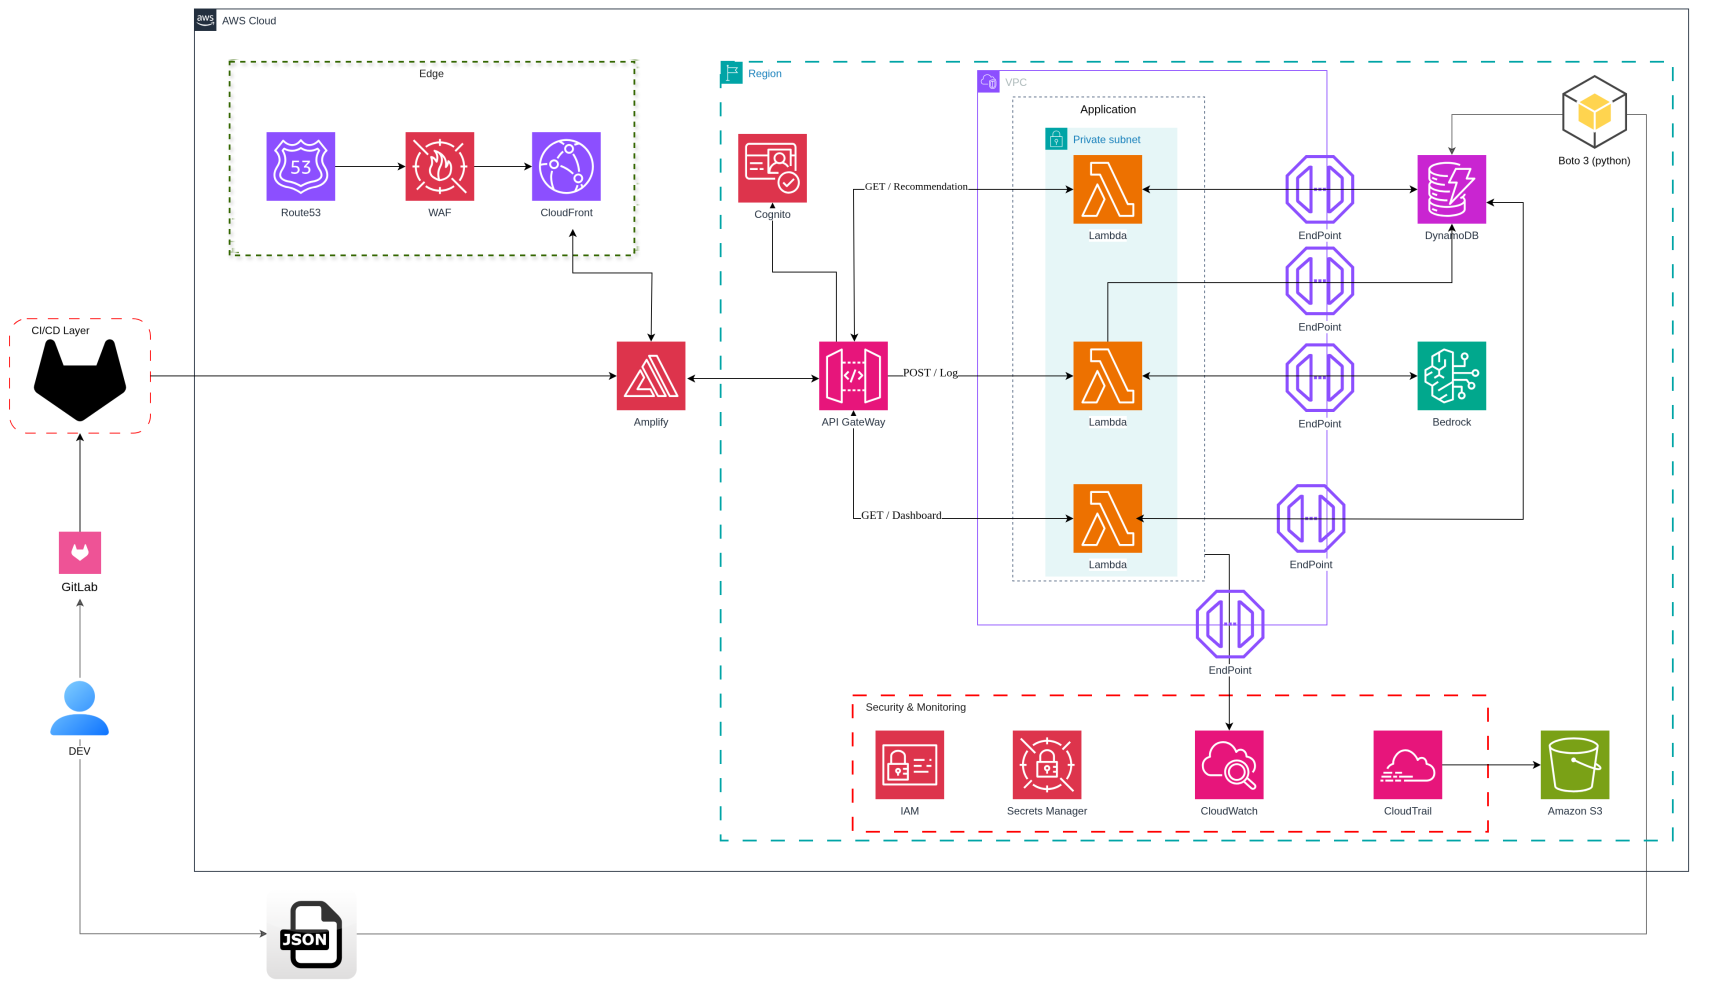 aws
AWS Cloud
Edge
53
Route53
WAF
CloudFront
Region
VPC
Application
Private subnet
Cognito
GET / Recommendation
Lambda
EndPoint
DynamoDB
Boto 3 (python)
EndPoint
CI/CD Layer
Amplify
API GateWay
</>
POST / Log
Lambda
EndPoint
Bedrock
GET / Dashboard
Lambda
EndPoint
GitLab
EndPoint
DEV
Security & Monitoring
IAM
Secrets Manager
CloudWatch
CloudTrail
Amazon S3
JSON